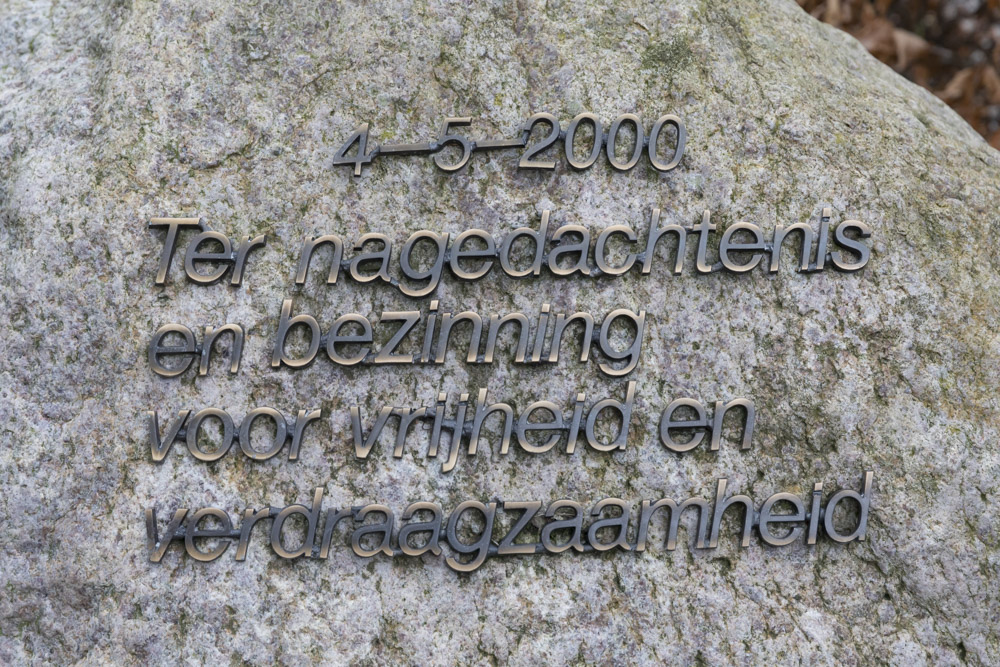 4-5-2000
Ter nagedachtenis
en bezinning
voor vrijheid en
verdraagzaamheid